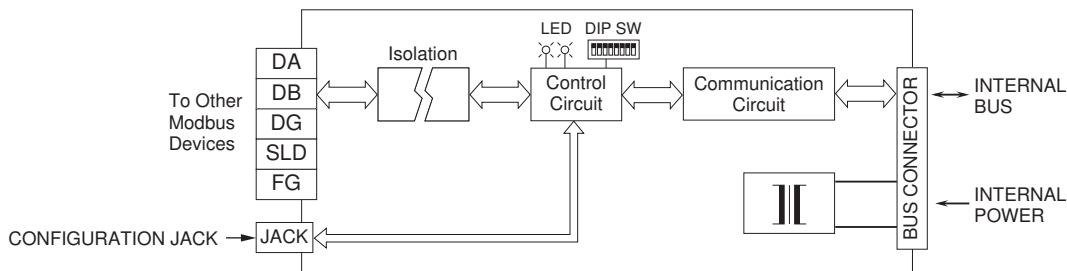 LED
DIP SW
Isolation
DA
DB
DG
SLD
FG
To Other
Modbus
Devices
Control
Circuit
Communication
Circuit
BUS CONNECTOR
INTERNAL
BUS
INTERNAL
POWER
CONFIGURATION JACK
JACK